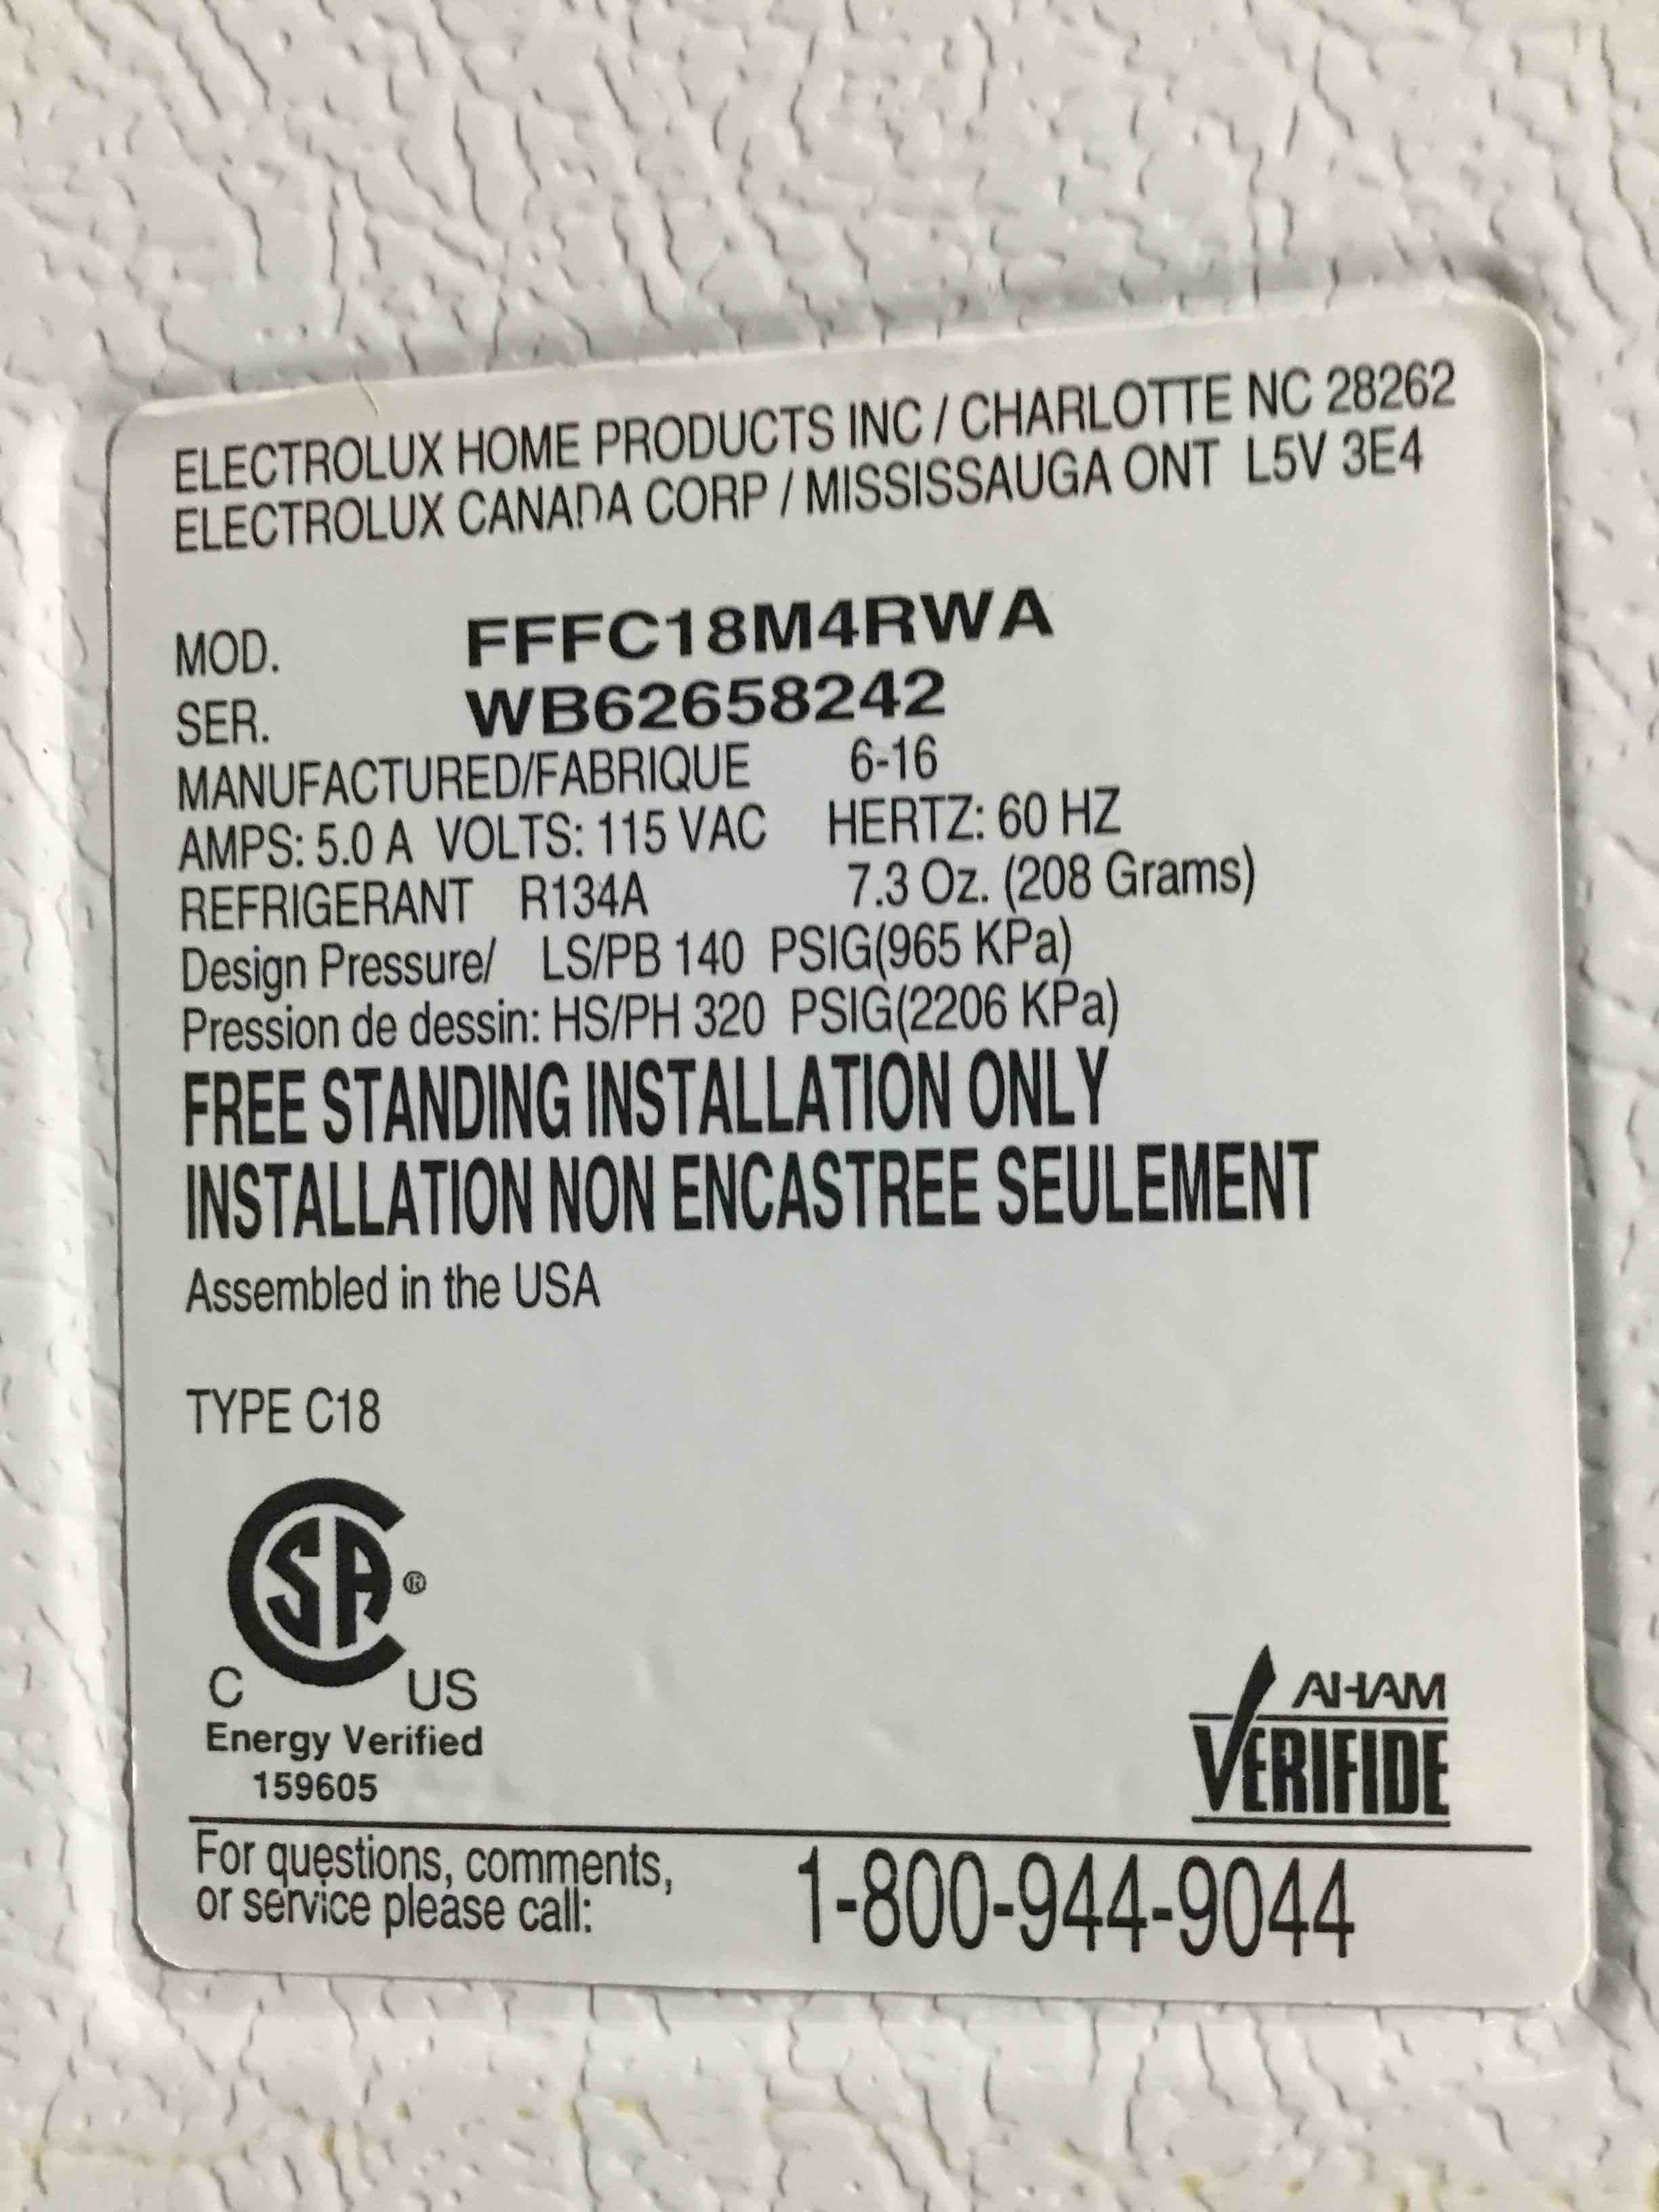 ELECTROLUX HOME PRODUCTS INC / CHARLOTTE NC 28262
ELECTROLUX CANADA CORP / MISSISSAUGA ONT L5V 3E4
MOD. FFFC18M4RWA
SER. WB62658242
MANUFACTURED/FABRIQUE 6-16
AMPS: 5.0 A VOLTS: 115 VAC HERTZ: 60 HZ
REFRIGERANT R134A 7.3 Oz. (208 Grams)
Design Pressure/ LS/PB 140 PSIG(965 KPa)
Pression de dessin: HS/PH 320 PSIG(2206 KPa)
FREE STANDING INSTALLATION ONLY
INSTALLATION NON ENCASTREE SEULEMENT
Assembled in the USA
TYPE C18
CSA ®
C US
Energy Verified
159605
AHAM
VERIFIDE
For questions, comments,
or service please call: 1-800-944-9044